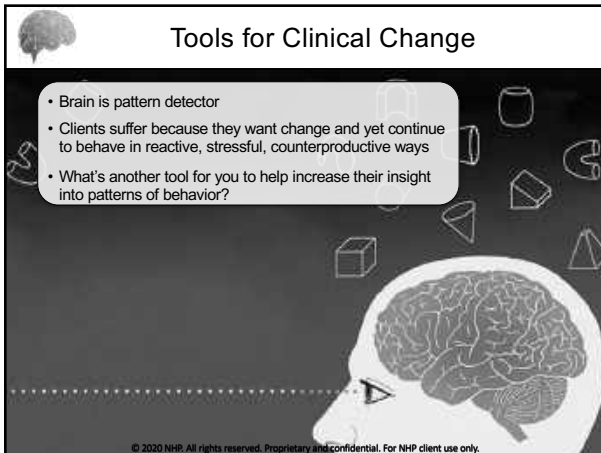 Tools for Clinical Change
• Brain is pattern detector
• Clients suffer because they want change and yet continue
to behave in reactive, stressful, counterproductive ways
• What's another tool for you to help increase their insight
into patterns of behavior?
© 2020 NHP. All rights reserved. Proprietary and confidential. For NHP client use only.